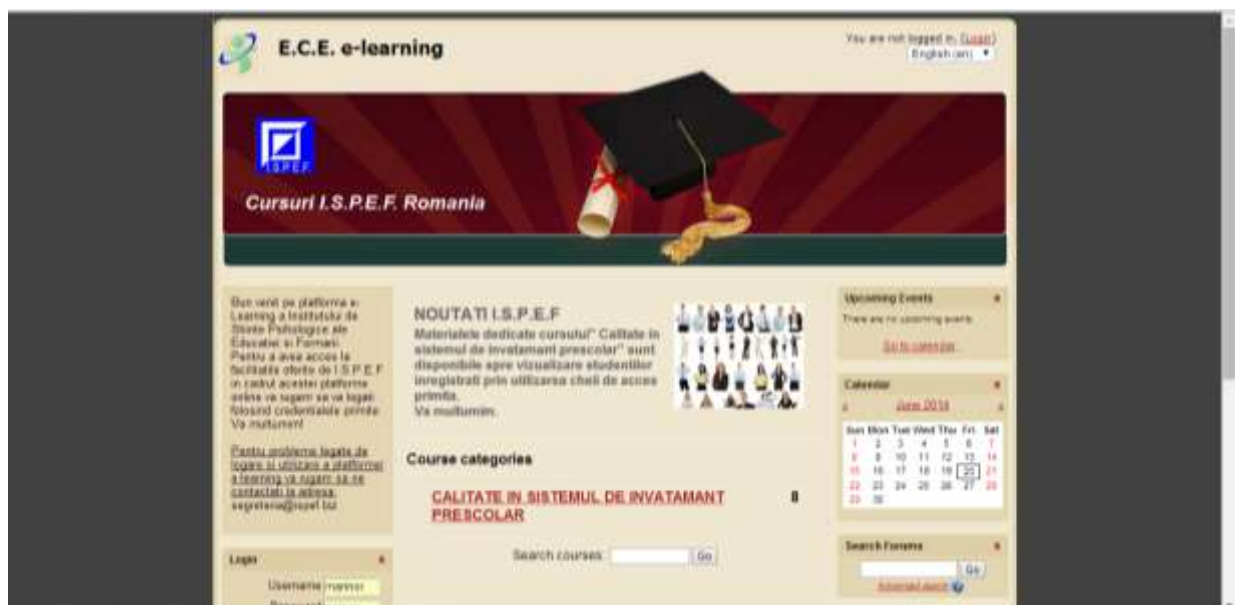 E.C.E. e-learning
You are not logged in. (Login)
English (en)
I.S.P.E.F.
Cursuri I.S.P.E.F. Romania
Bun venit pe platforma e-
Learning a Institutului de
Stiinte Psihologice ale
Educatiei si Formarii
Pentru a avea acces la
facilitatile oferite de I.S.P.E.F
in cadrul acestei platforme
online va rugam sa va logati
folosind credentialele primite
Va multumim!
Pentru probleme legate de
logare si utilizare a platformei
e-learning va rugam sa ne
contactati la adresa:
segreteria@ispef.biz
Login
Username
Password
NOUTATI I.S.P.E.F
Materialele dedicate cursului" Calitate in
sistemul de invatamant prescolar" sunt
disponibile spre vizualizare studentilor
inregistrati prin utilizarea cheii de acces
primita.
Va multumim.
Course categories
CALITATE IN SISTEMUL DE INVATAMANT 8
PRESCOLAR
Search courses: Go
Upcoming Events
There are no upcoming events
Go to calendar...
Calendar
June 2014
Sun Mon Tue Wed Thu Fri Sat
1 2 3 4 5 6 7
8 9 10 11 12 13 14
15 16 17 18 19 20 21
22 23 24 25 26 27 28
29 30
Search Forums
Go
Advanced search